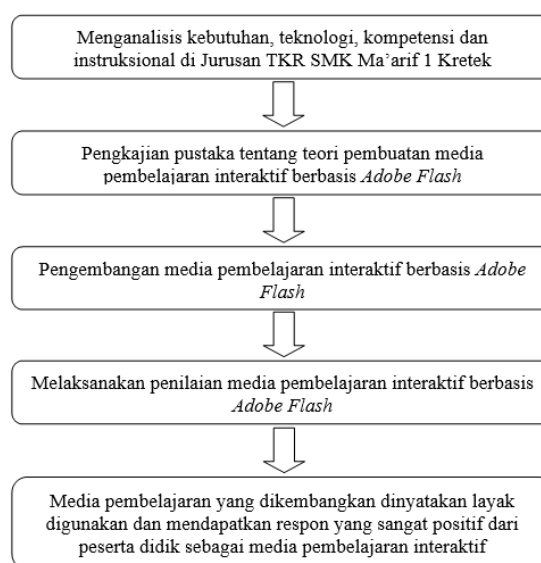 Menganalisis kebutuhan, teknologi, kompetensi dan
instruksional di Jurusan TKR SMK Ma’arif 1 Kretek
Pengkajian pustaka tentang teori pembuatan media
pembelajaran interaktif berbasis Adobe Flash
Pengembangan media pembelajaran interaktif berbasis Adobe
Flash
Melaksanakan penilaian media pembelajaran interaktif berbasis
Adobe Flash
Media pembelajaran yang dikembangkan dinyatakan layak
digunakan dan mendapatkan respon yang sangat positif dari
peserta didik sebagai media pembelajaran interaktif